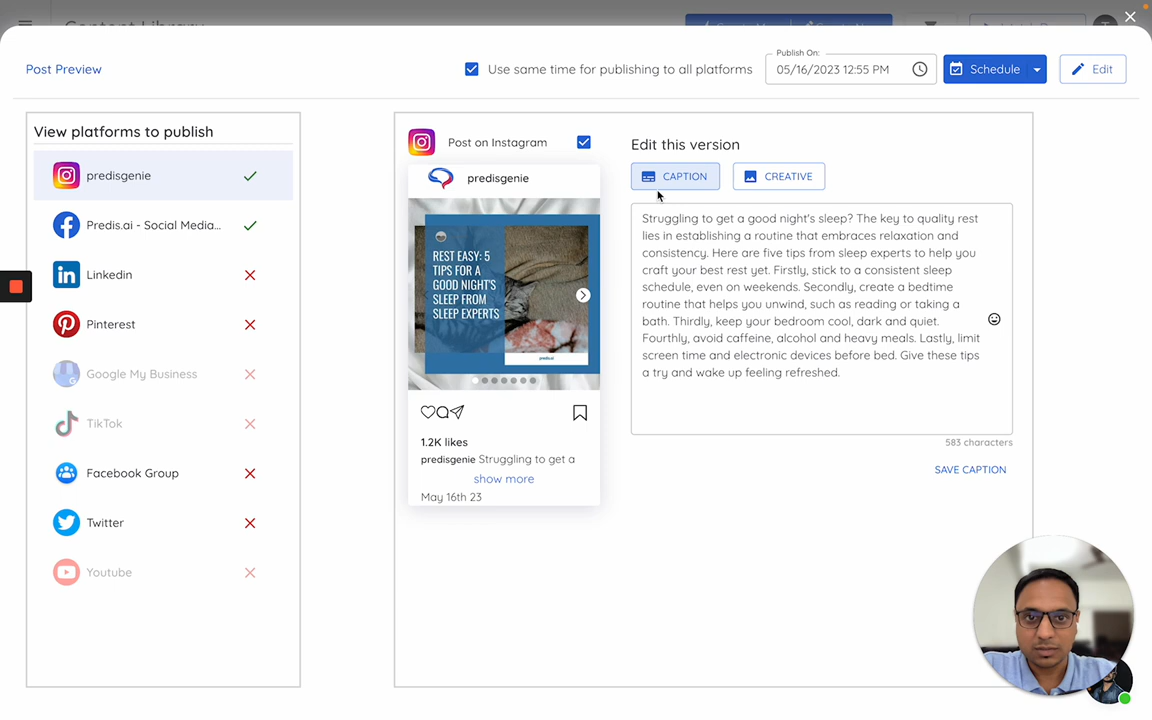 Content Library
Post Preview
Use same time for publishing to all platforms
Publish On:
05/16/2023 12:55 PM
Schedule
Edit
View platforms to publish
predisgenie
Predis.ai - Social Media...
Linkedin
Pinterest
Google My Business
TikTok
Facebook Group
Twitter
Youtube
Post on Instagram
predisgenie
REST EASY: 5
TIPS FOR A
GOOD NIGHT'S
SLEEP FROM
SLEEP EXPERTS
predis.ai
1.2K likes
predisgenie Struggling to get a
show more
May 16th 23
Edit this version
CAPTION
CREATIVE
Struggling to get a good night's sleep? The key to quality rest
lies in establishing a routine that embraces relaxation and
consistency. Here are five tips from sleep experts to help you
craft your best rest yet. Firstly, stick to a consistent sleep
schedule, even on weekends. Secondly, create a bedtime
routine that helps you unwind, such as reading or taking a
bath. Thirdly, keep your bedroom cool, dark and quiet.
Fourthly, avoid caffeine, alcohol and heavy meals. Lastly, limit
screen time and electronic devices before bed. Give these tips
a try and wake up feeling refreshed.
583 characters
SAVE CAPTION